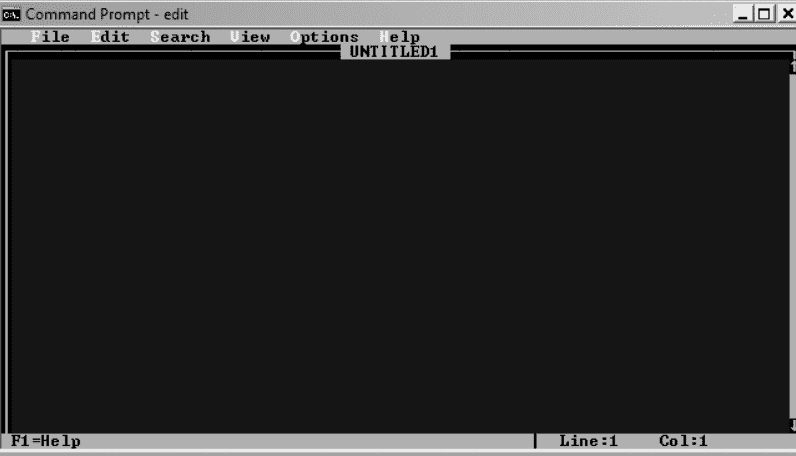 C:\. Command Prompt - edit
File Edit Search View Options Help
UNTITLED1
F1=Help Line:1 Col:1